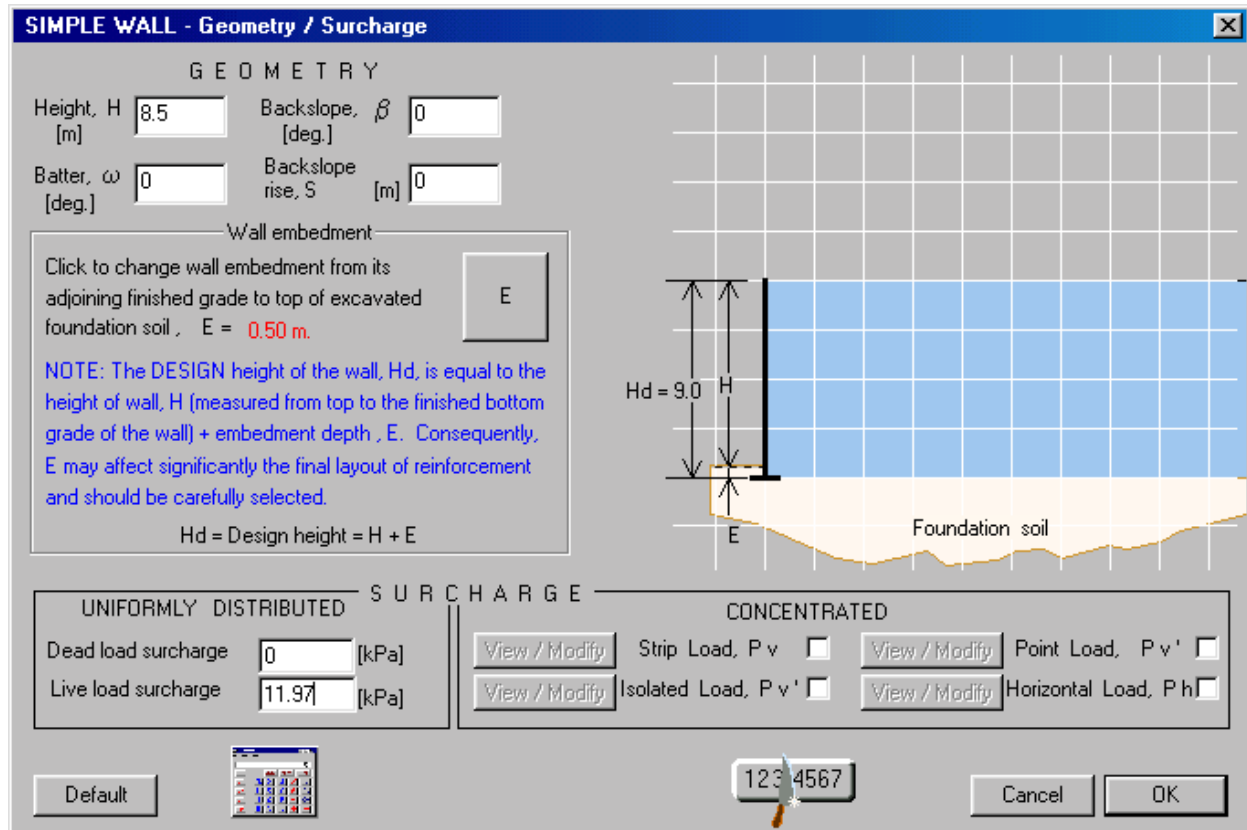 SIMPLE WALL - Geometry / Surcharge
G E O M E T R Y
Height, H
[m]
8.5
Backslope, β
[deg.]
0
Batter, ω
[deg.]
0
Backslope
rise, S [m]
0
Wall embedment
Click to change wall embedment from its
adjoining finished grade to top of excavated
foundation soil , E = 0.50 m.
E
NOTE: The DESIGN height of the wall, Hd, is equal to the
height of wall, H (measured from top to the finished bottom
grade of the wall) + embedment depth , E. Consequently,
E may affect significantly the final layout of reinforcement
and should be carefully selected.
Hd = Design height = H + E
Hd = 9.0
H
E
Foundation soil
S U R C H A R G E
UNIFORMLY DISTRIBUTED
Dead load surcharge 0 [kPa]
Live load surcharge 11.97 [kPa]
CONCENTRATED
View / Modify Strip Load, P v
View / Modify Point Load, P v '
View / Modify Isolated Load, P v '
View / Modify Horizontal Load, P h
Default
123 4567
Cancel
OK